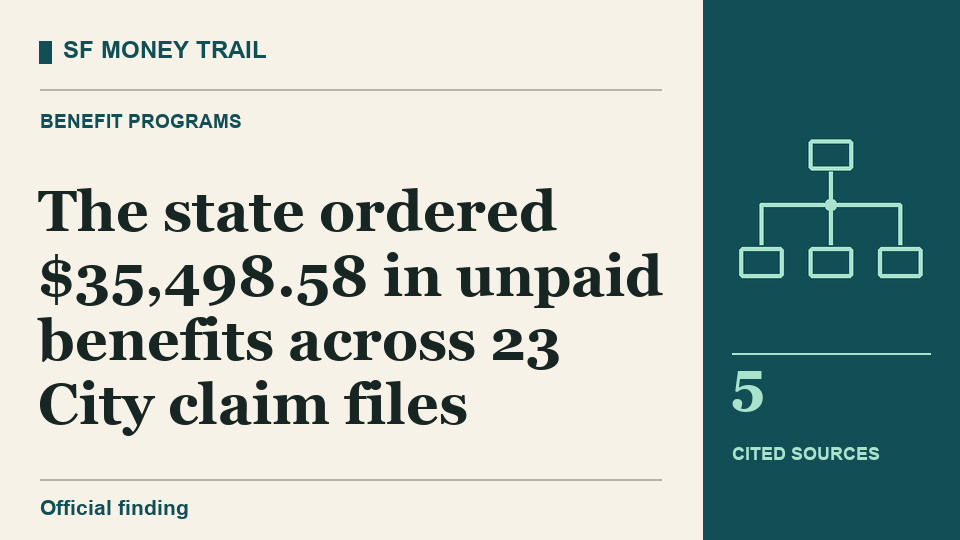 SF MONEY TRAIL
BENEFIT PROGRAMS
The state ordered
$35,498.58 in unpaid
benefits across 23
City claim files
Official finding
5
CITED SOURCES